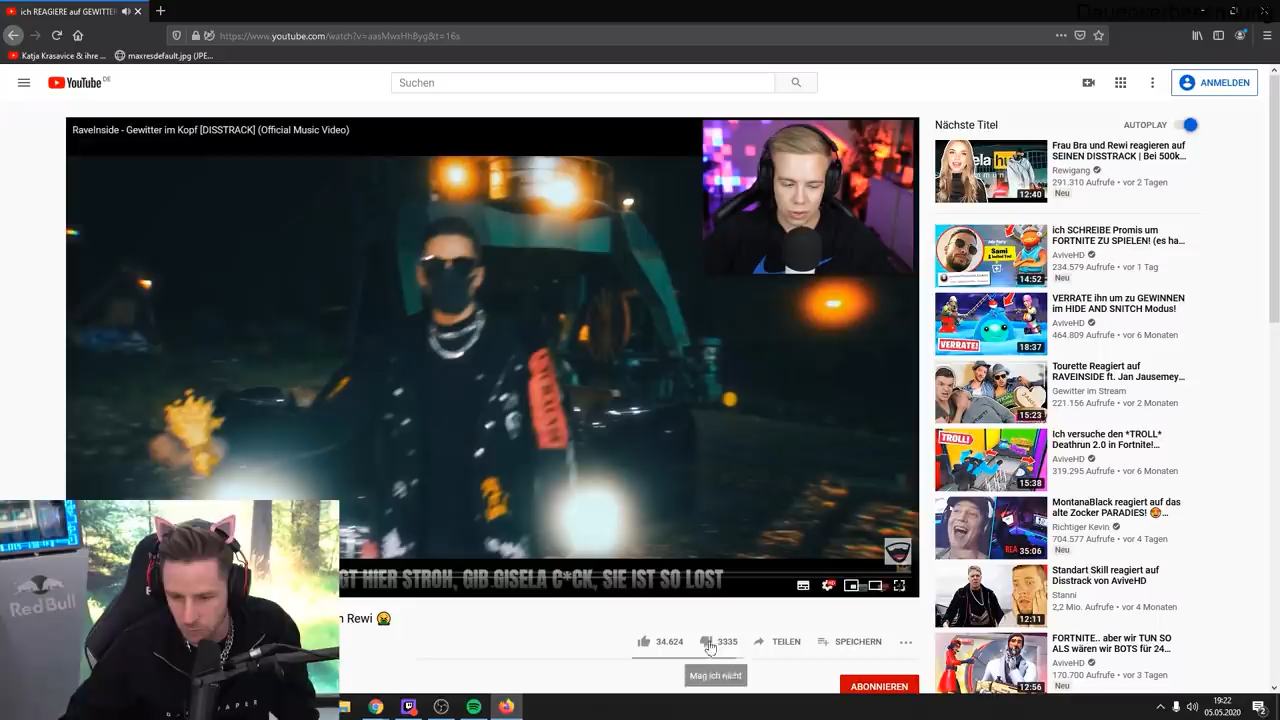 Dauerwerbesendung
ich REAGIERE auf GEWITTER
https://www.youtube.com/watch?v=aasMwxHhByg&t=16s
Katja Krasavice & ihre ...
maxresdefault.jpg (JPE...
YouTube DE
Suchen
ANMELDEN
RaveInside - Gewitter im Kopf [DISSTRACK] (Official Music Video)
GT HIER STROH, GIB GISELA C*CK, SIE IST SO LOST
n Rewi
34.624
3335
TEILEN
SPEICHERN
Mag ich nicht
ABONNIEREN
Nächste Titel
AUTOPLAY
12:40
Frau Bra und Rewi reagieren auf
SEINEN DISSTRACK | Bei 500k...
Rewigang
291.310 Aufrufe • vor 2 Tagen
Neu
14:52
ich SCHREIBE Promis um
FORTNITE ZU SPIELEN! (es ha...
AviveHD
234.579 Aufrufe • vor 1 Tag
Neu
VERRATE!
18:37
VERRATE ihn um zu GEWINNEN
im HIDE AND SNITCH Modus!
AviveHD
464.809 Aufrufe • vor 6 Monaten
15:23
Tourette Reagiert auf
RAVEINSIDE ft. Jan Jausemey...
Gewitter im Stream
221.156 Aufrufe • vor 2 Monaten
TROLL!
15:38
Ich versuche den *TROLL*
Deathrun 2.0 in Fortnite!...
AviveHD
319.295 Aufrufe • vor 6 Monaten
35:06
MontanaBlack reagiert auf das
alte Zocker PARADIES!
Richtiger Kevin
704.577 Aufrufe • vor 4 Tagen
Neu
12:11
Standart Skill reagiert auf
Disstrack von AviveHD
Stanni
2,2 Mio. Aufrufe • vor 4 Monaten
12:56
FORTNITE.. aber wir TUN SO
ALS wären wir BOTS für 24...
AviveHD
170.700 Aufrufe • vor 3 Tagen
Neu
Red Bull
19:22
05.05.2020